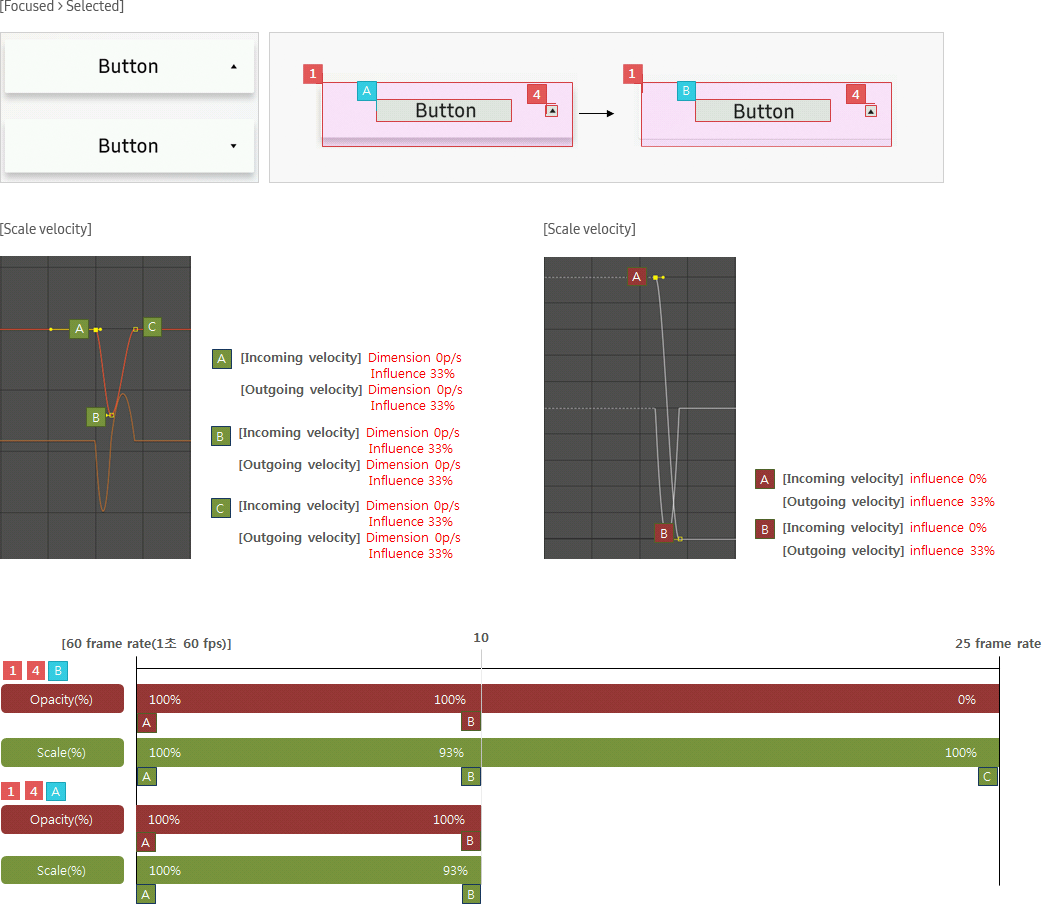 [Focused > Selected]
Button
Button
1
A
Button
4
1
B
Button
4
[Scale velocity]
A
C
B
A [Incoming velocity] Dimension 0p/s
Influence 33%
[Outgoing velocity] Dimension 0p/s
Influence 33%
B [Incoming velocity] Dimension 0p/s
Influence 33%
[Outgoing velocity] Dimension 0p/s
Influence 33%
C [Incoming velocity] Dimension 0p/s
Influence 33%
[Outgoing velocity] Dimension 0p/s
Influence 33%
[Scale velocity]
A
B
A [Incoming velocity] influence 0%
[Outgoing velocity] influence 33%
B [Incoming velocity] influence 0%
[Outgoing velocity] influence 33%
[60 frame rate(1초 60 fps)] 10 25 frame rate
1 4 B
Opacity(%) 100% 100% 0%
A B
Scale(%) 100% 93% 100%
A B C
1 4 A
Opacity(%) 100% 100%
A B
Scale(%) 100% 93%
A B